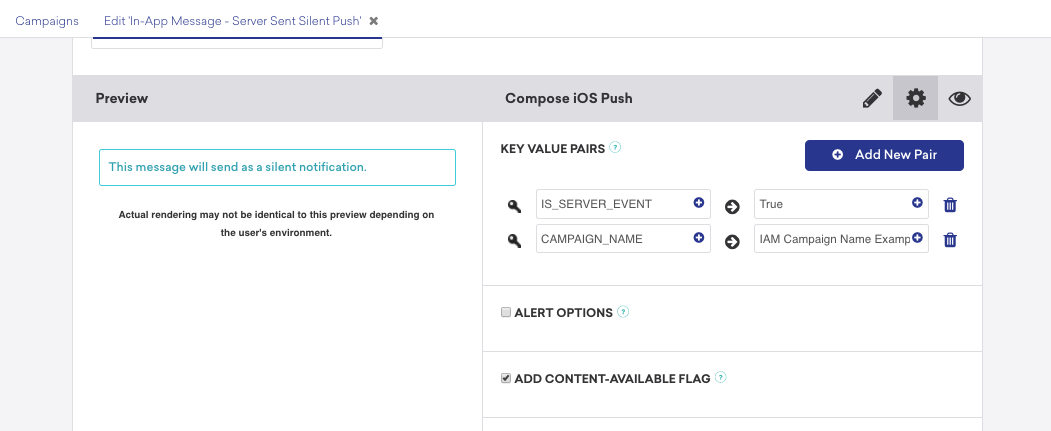 Campaigns
Edit 'In-App Message - Server Sent Silent Push' ✖
Preview
Compose iOS Push
This message will send as a silent notification.
Actual rendering may not be identical to this preview depending on
the user's environment.
KEY VALUE PAIRS ?
Add New Pair
IS_SERVER_EVENT
True
CAMPAIGN_NAME
IAM Campaign Name Examp
ALERT OPTIONS ?
ADD CONTENT-AVAILABLE FLAG ?